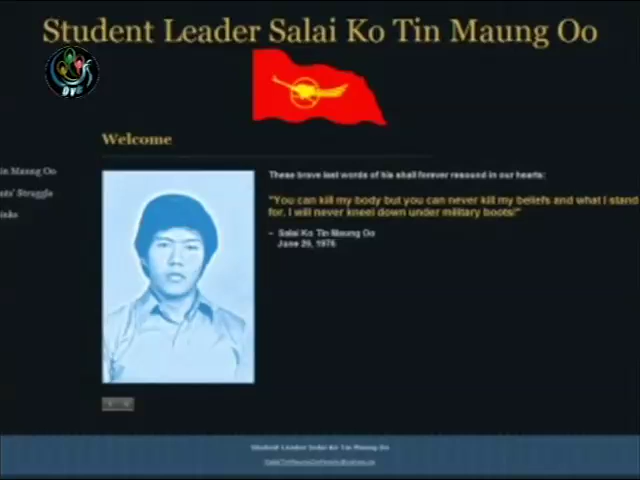 Student Leader Salai Ko Tin Maung Oo
DVB
Welcome
in Maung Oo
nts' Struggle
inks
These brave last words of his shall forever resound in our hearts:
"You can kill my body but you can never kill my beliefs and what I stand
for. I will never kneel down under military boots!"
– Salai Ko Tin Maung Oo
June 26, 1976
Student Leader Salai Ko Tin Maung Oo